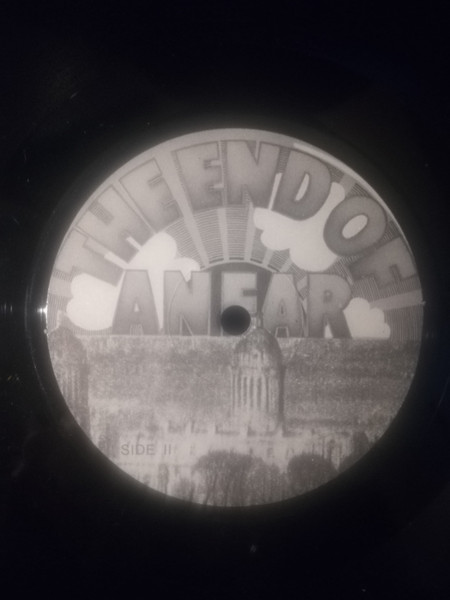 THE END OF
AN EAR
SIDE II